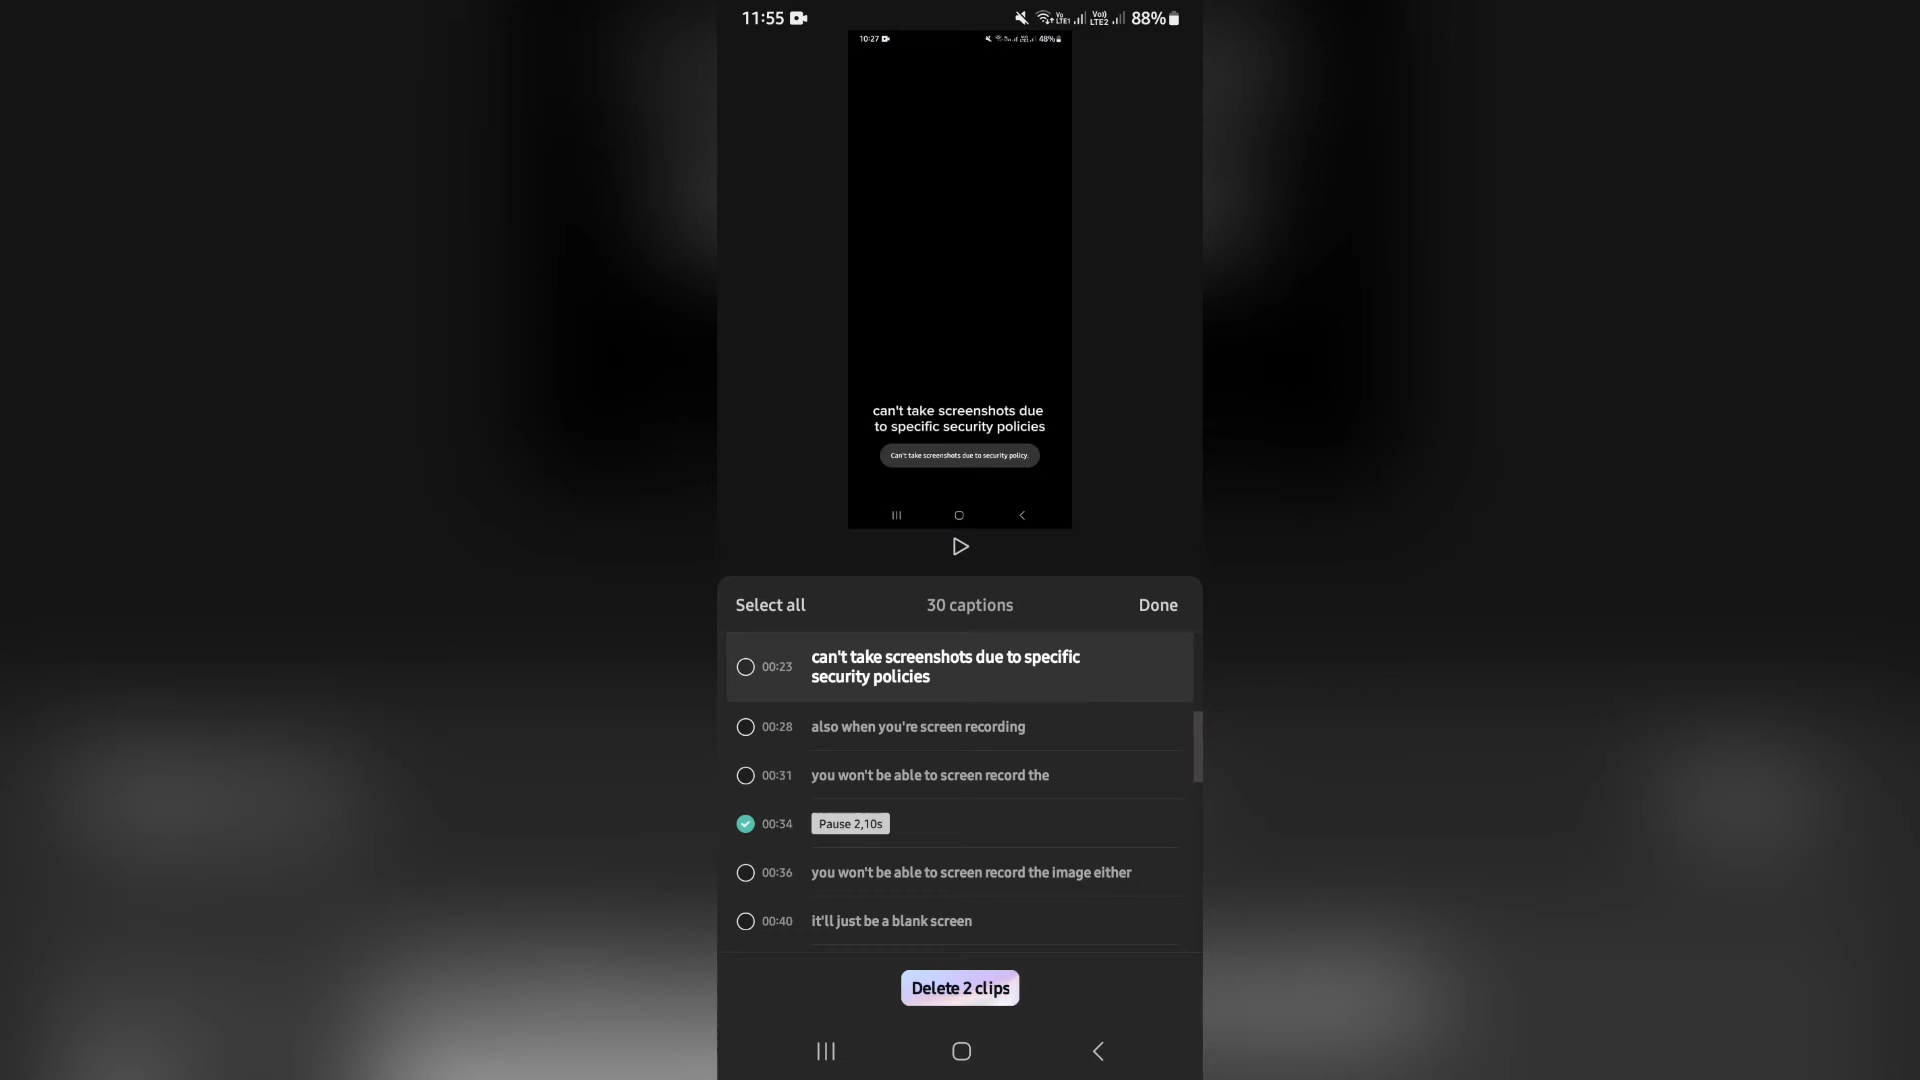 11:55 88%
10:27 48%
can't take screenshots due
to specific security policies
Can't take screenshots due to security policy.
Select all 30 captions Done
00:23 can't take screenshots due to specific
security policies
00:28 also when you're screen recording
00:31 you won't be able to screen record the
00:34 Pause 2,10s
00:36 you won't be able to screen record the image either
00:40 it'll just be a blank screen
Delete 2 clips